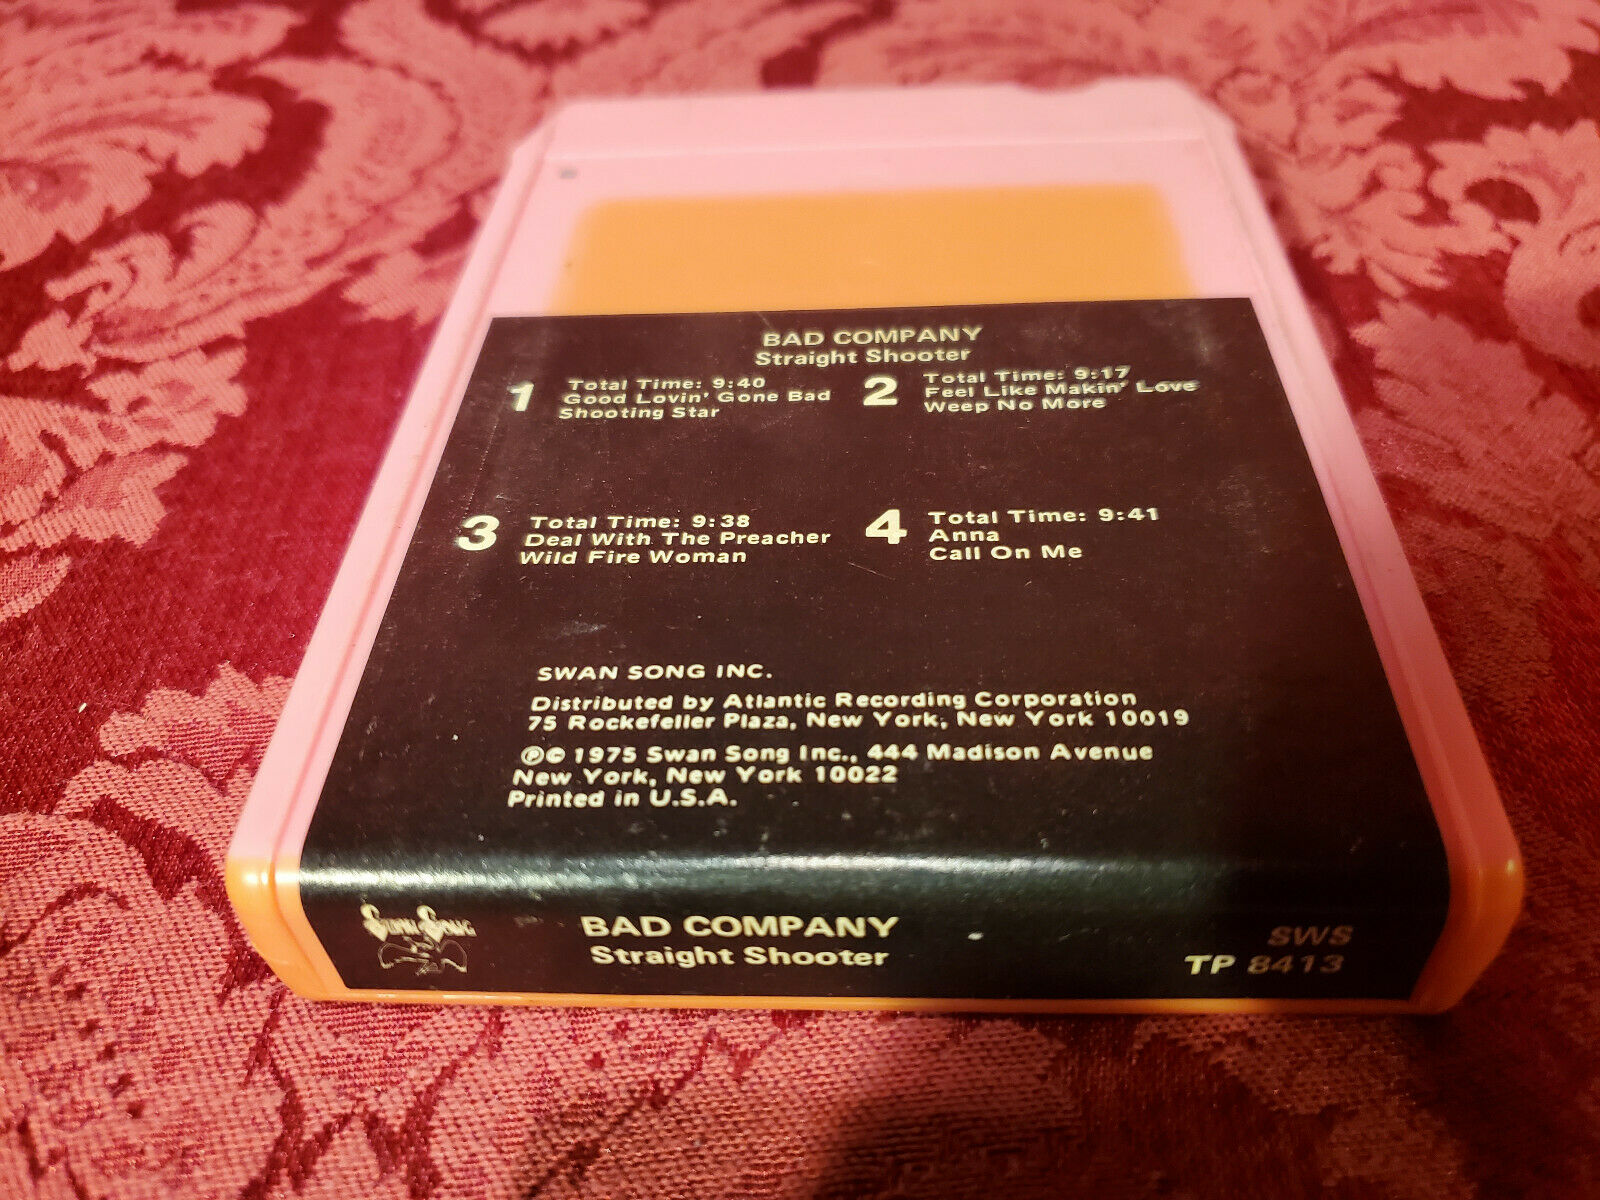 BAD COMPANY
Straight Shooter
1
Total Time: 9:40
Good Lovin' Gone Bad
Shooting Star
2
Total Time: 9:17
Feel Like Makin' Love
Weep No More
3
Total Time: 9:38
Deal With The Preacher
Wild Fire Woman
4
Total Time: 9:41
Anna
Call On Me
SWAN SONG INC.
Distributed by Atlantic Recording Corporation
75 Rockefeller Plaza, New York, New York 10019
℗© 1975 Swan Song Inc., 444 Madison Avenue
New York, New York 10022
Printed in U.S.A.
Swan Song
BAD COMPANY
Straight Shooter
SWS
TP 8413